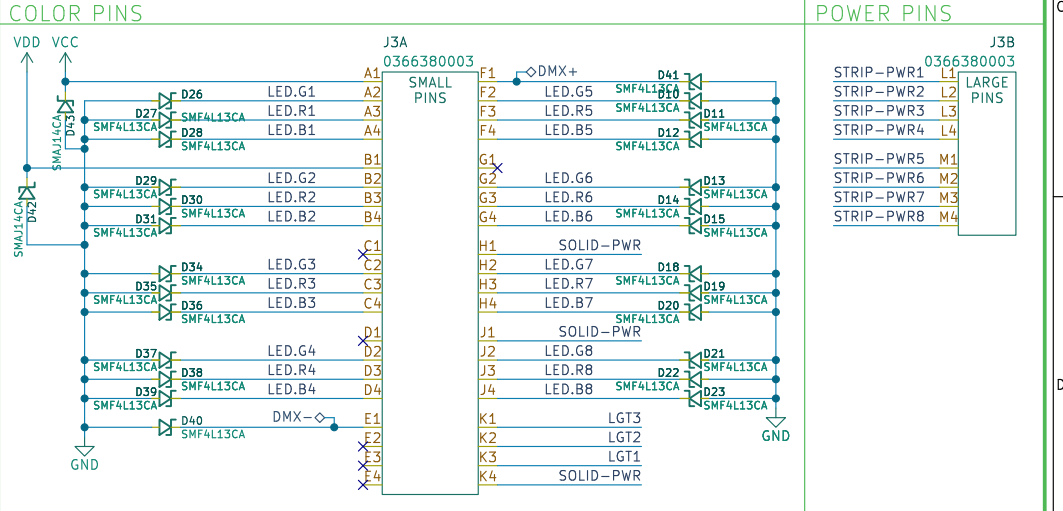 COLOR PINS
POWER PINS
VDD
VCC
J3A
0366380003
SMALL
PINS
J3B
0366380003
LARGE
PINS
A1
D26
LED.G1
A2
D27
SMF4L13CA
LED.R1
A3
D28
SMF4L13CA
LED.B1
A4
D43
SMAJ14CA
B1
D29
SMF4L13CA
LED.G2
B2
D30
SMF4L13CA
LED.R2
B3
D31
SMF4L13CA
LED.B2
B4
D42
SMAJ14CA
C1
D34
SMF4L13CA
LED.G3
C2
D35
SMF4L13CA
LED.R3
C3
D36
SMF4L13CA
LED.B3
C4
D1
D37
SMF4L13CA
LED.G4
D2
D38
SMF4L13CA
LED.R4
D3
D39
SMF4L13CA
LED.B4
D4
D40
SMF4L13CA
DMX-
E1
E2
E3
E4
GND
F1
DMX+
D41
SMF4L13CA
F2
LED.G5
D10
F3
LED.R5
D11
SMF4L13CA
F4
LED.B5
D12
SMF4L13CA
G1
G2
LED.G6
D13
SMF4L13CA
G3
LED.R6
D14
SMF4L13CA
G4
LED.B6
D15
SMF4L13CA
H1
SOLID-PWR
H2
LED.G7
D18
SMF4L13CA
H3
LED.R7
D19
SMF4L13CA
H4
LED.B7
D20
SMF4L13CA
J1
SOLID-PWR
J2
LED.G8
D21
SMF4L13CA
J3
LED.R8
D22
SMF4L13CA
J4
LED.B8
D23
SMF4L13CA
K1
LGT3
K2
LGT2
K3
LGT1
K4
SOLID-PWR
GND
STRIP-PWR1 L1
STRIP-PWR2 L2
STRIP-PWR3 L3
STRIP-PWR4 L4
STRIP-PWR5 M1
STRIP-PWR6 M2
STRIP-PWR7 M3
STRIP-PWR8 M4
D